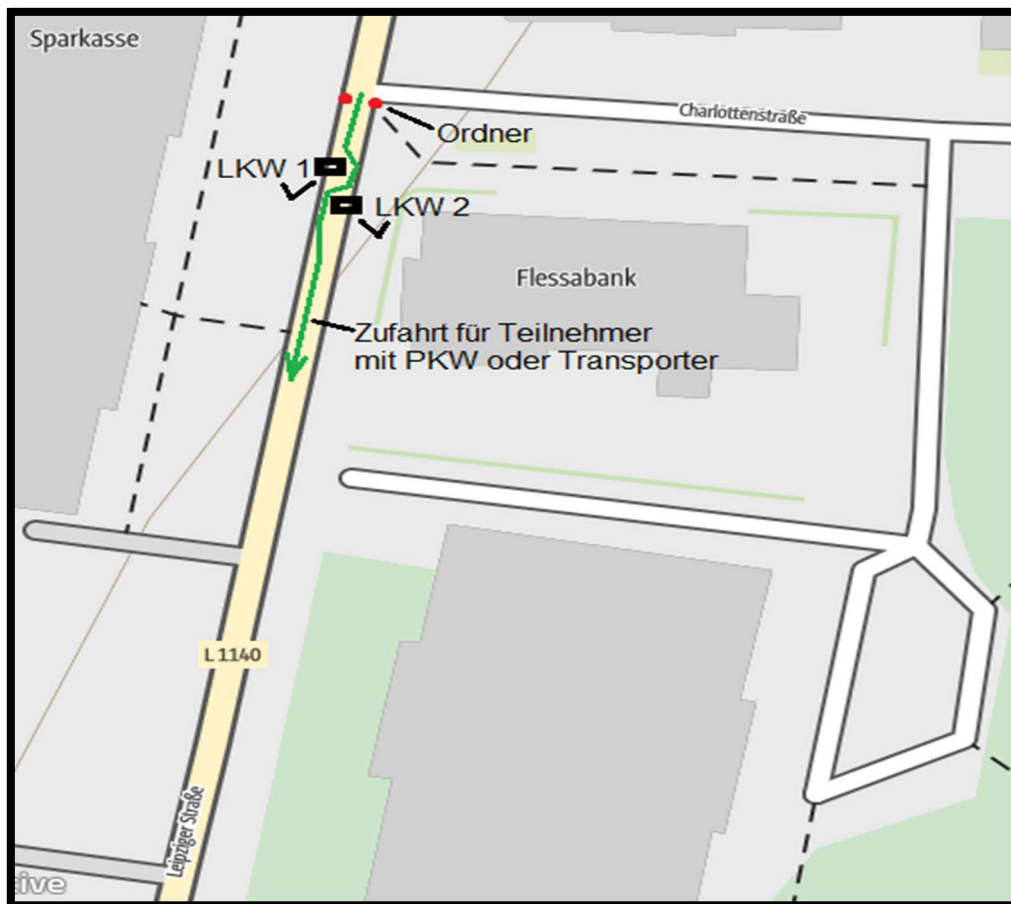 Sparkasse
Charlottenstraße
Ordner
LKW 1
LKW 2
Flessabank
Zufahrt für Teilnehmer
mit PKW oder Transporter
L 1140
Leipziger Straße